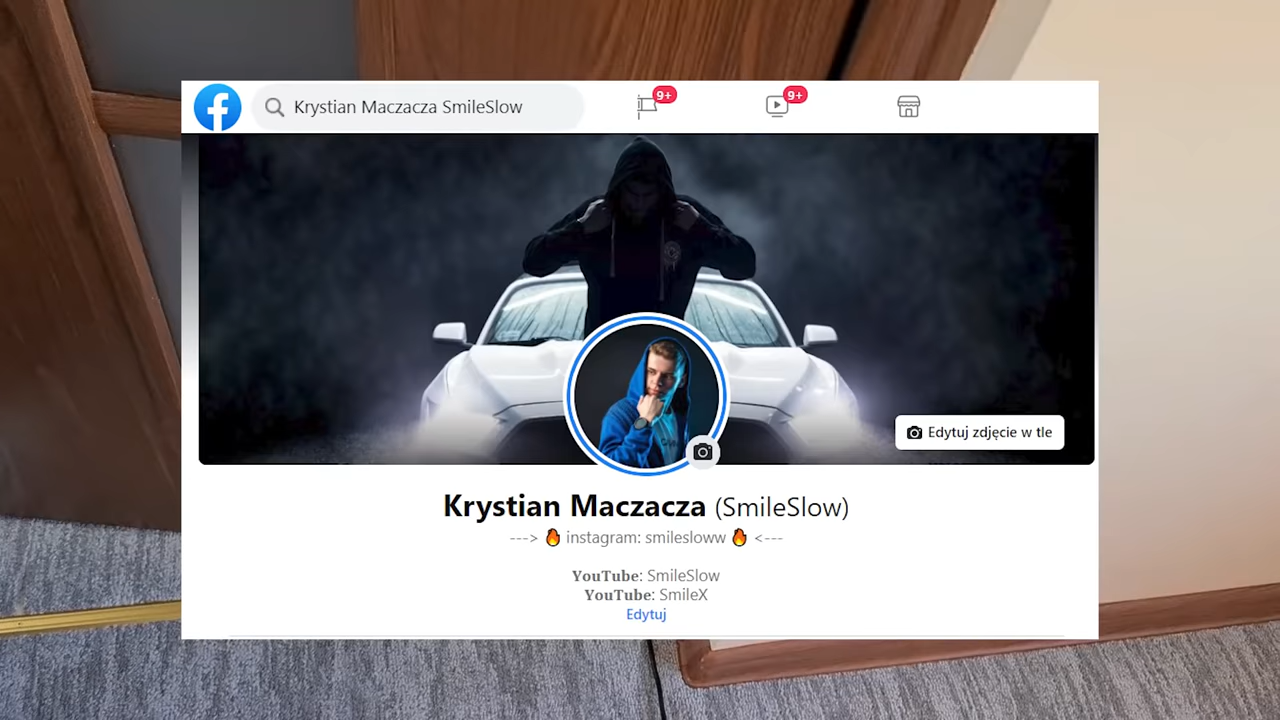 Krystian Maczacza SmileSlow
9+
9+
Edytuj zdjęcie w tle
Krystian Maczacza (SmileSlow)
---> 🔥 instagram: smilesloww 🔥 <---
YouTube: SmileSlow
YouTube: SmileX
Edytuj